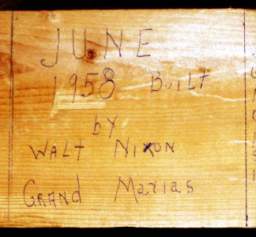 JUNE
1958 BUILT
by
WALT NIXON
GRANd MaRias